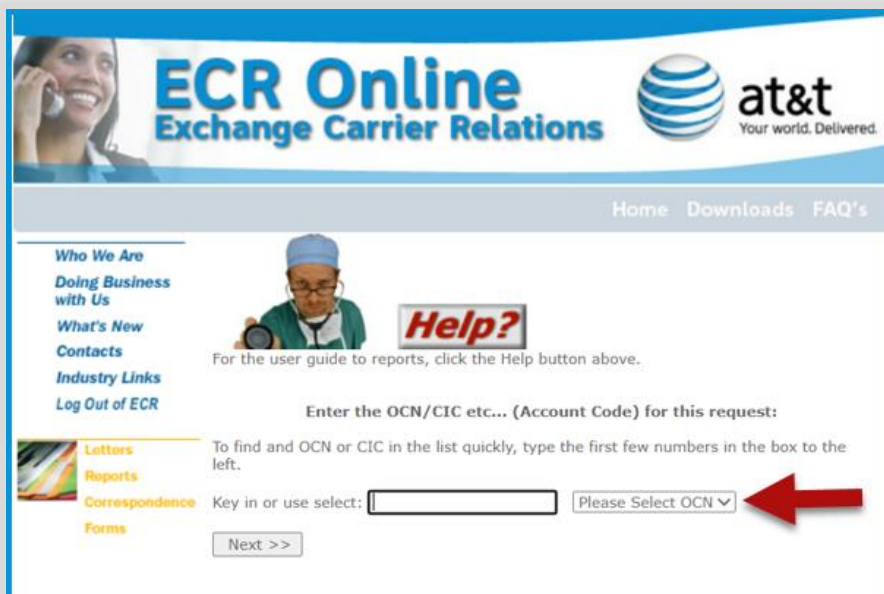 ECR Online
Exchange Carrier Relations
at&t
Your world. Delivered.
Home Downloads FAQ's
Who We Are
Doing Business
with Us
What's New
Contacts
Industry Links
Log Out of ECR
Letters
Reports
Correspondence
Forms
Help?
For the user guide to reports, click the Help button above.
Enter the OCN/CIC etc... (Account Code) for this request:
To find and OCN or CIC in the list quickly, type the first few numbers in the box to the
left.
Key in or use select: Please Select OCN
Next >>